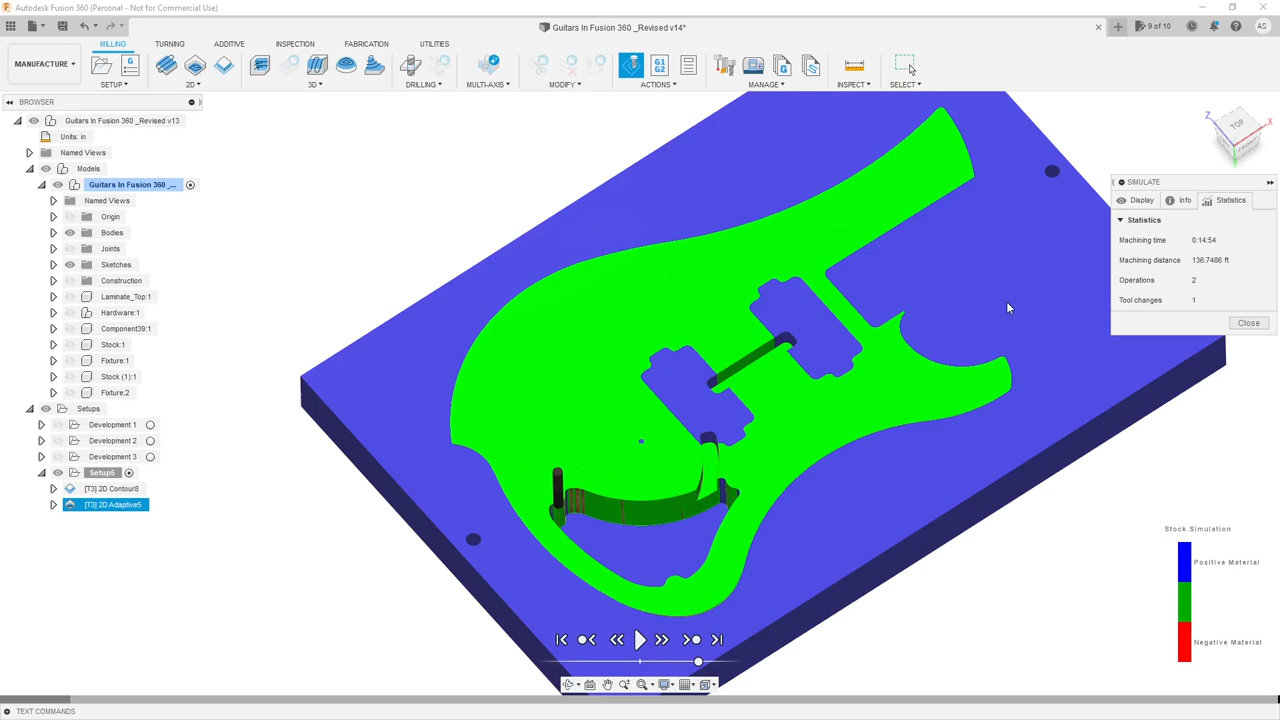 Autodesk Fusion 360 (Personal - Not for Commercial Use)
Guitars In Fusion 360 _Revised v14*
9 of 10
AS
MANUFACTURE
MILLING
TURNING
ADDITIVE
INSPECTION
FABRICATION
UTILITIES
SETUP
2D
3D
DRILLING
MULTI-AXIS
MODIFY
ACTIONS
MANAGE
INSPECT
SELECT
G
G1
G2
G
BROWSER
Guitars In Fusion 360 _Revised v13
Units: in
Named Views
Models
Guitars In Fusion 360 _...
Named Views
Origin
Bodies
Joints
Sketches
Construction
Laminate_Top:1
Hardware:1
Component39:1
Stock:1
Fixture:1
Stock (1):1
Fixture:2
Setups
Development 1
Development 2
Development 3
Setup5
[T3] 2D Contour8
[T3] 2D Adaptive5
Z
TOP
X
SIMULATE
Display
Info
Statistics
Statistics
Machining time 0:14:54
Machining distance 136.7486 ft
Operations 2
Tool changes 1
Close
Stock Simulation
Positive Material
Negative Material
TEXT COMMANDS